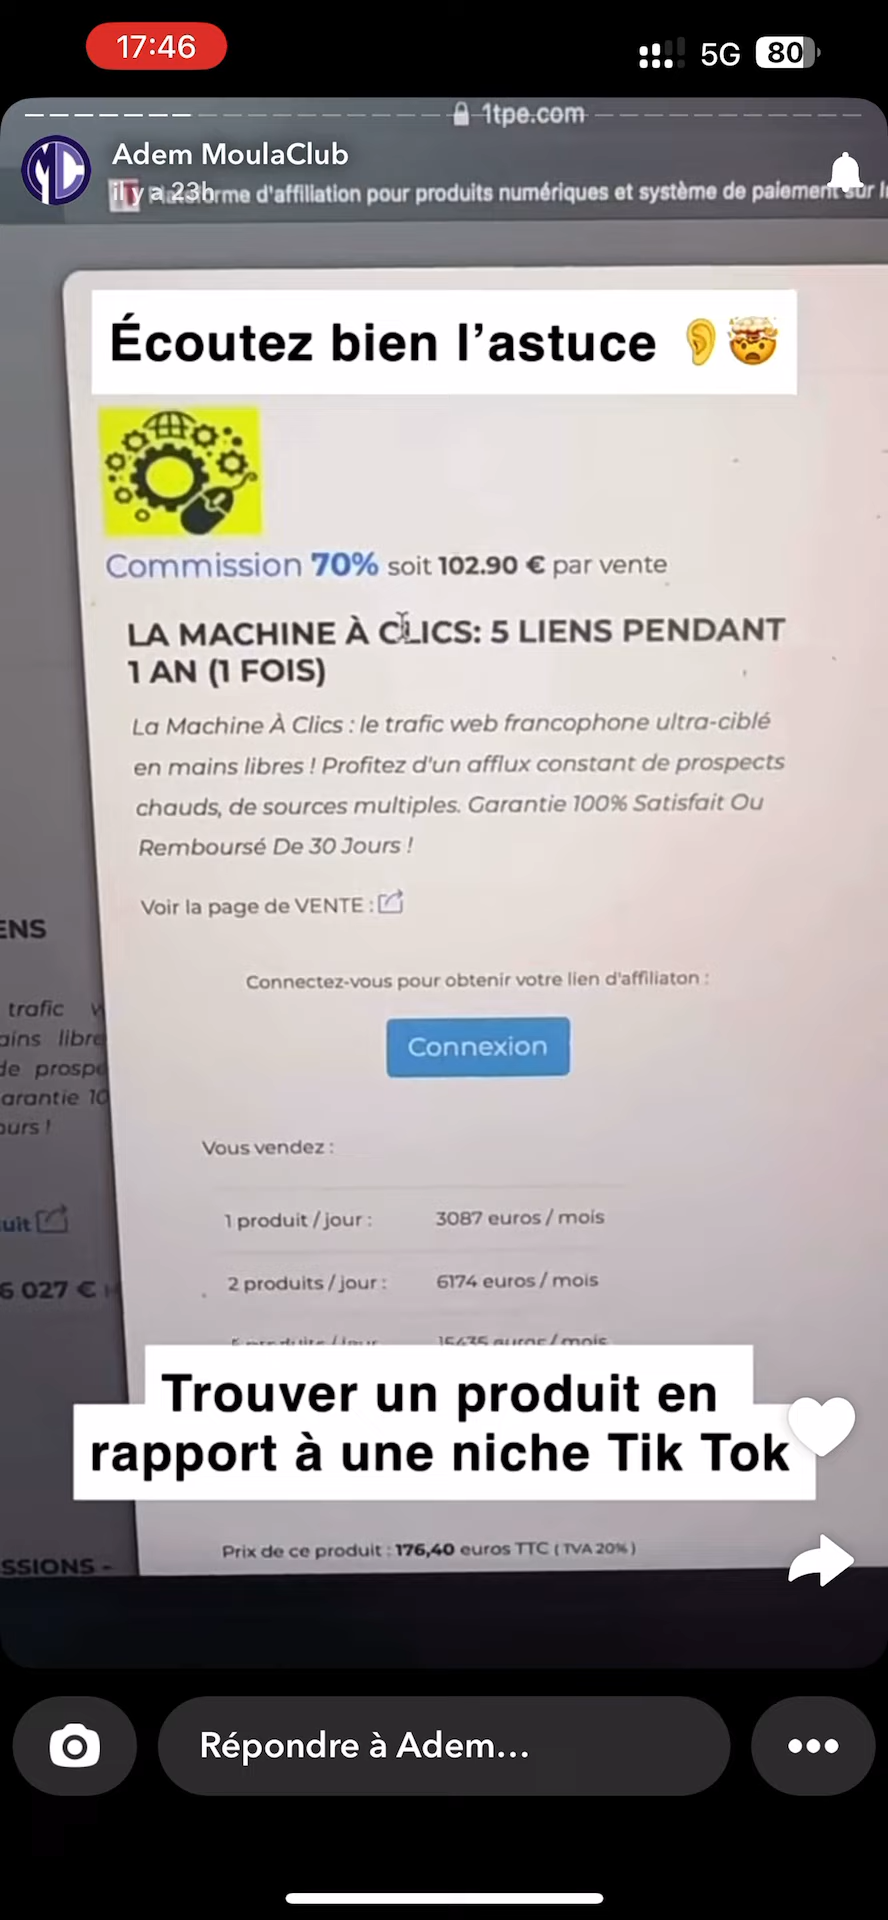 17:46
5G 80
1tpe.com
Adem MoulaClub
il y a 23h
d'affiliation pour produits numériques et système de paiement sur
Écoutez bien l'astuce 👂🤯
Commission 70% soit 102.90 € par vente
LA MACHINE À CLICS: 5 LIENS PENDANT
1 AN (1 FOIS)
La Machine À Clics : le trafic web francophone ultra-ciblé
en mains libres ! Profitez d'un afflux constant de prospects
chauds, de sources multiples. Garantie 100% Satisfait Ou
Remboursé De 30 Jours !
Voir la page de VENTE :
ENS
trafic
libre
de prospe
arantie 10
ours !
uit
6 027 €
Connectez-vous pour obtenir votre lien d'affiliaton :
Connexion
Vous vendez :
1 produit / jour : 3087 euros / mois
2 produits / jour : 6174 euros / mois
Trouver un produit en
rapport à une niche Tik Tok
Prix de ce produit : 176,40 euros TTC ( TVA 20% )
SSIONS -
Répondre à Adem...